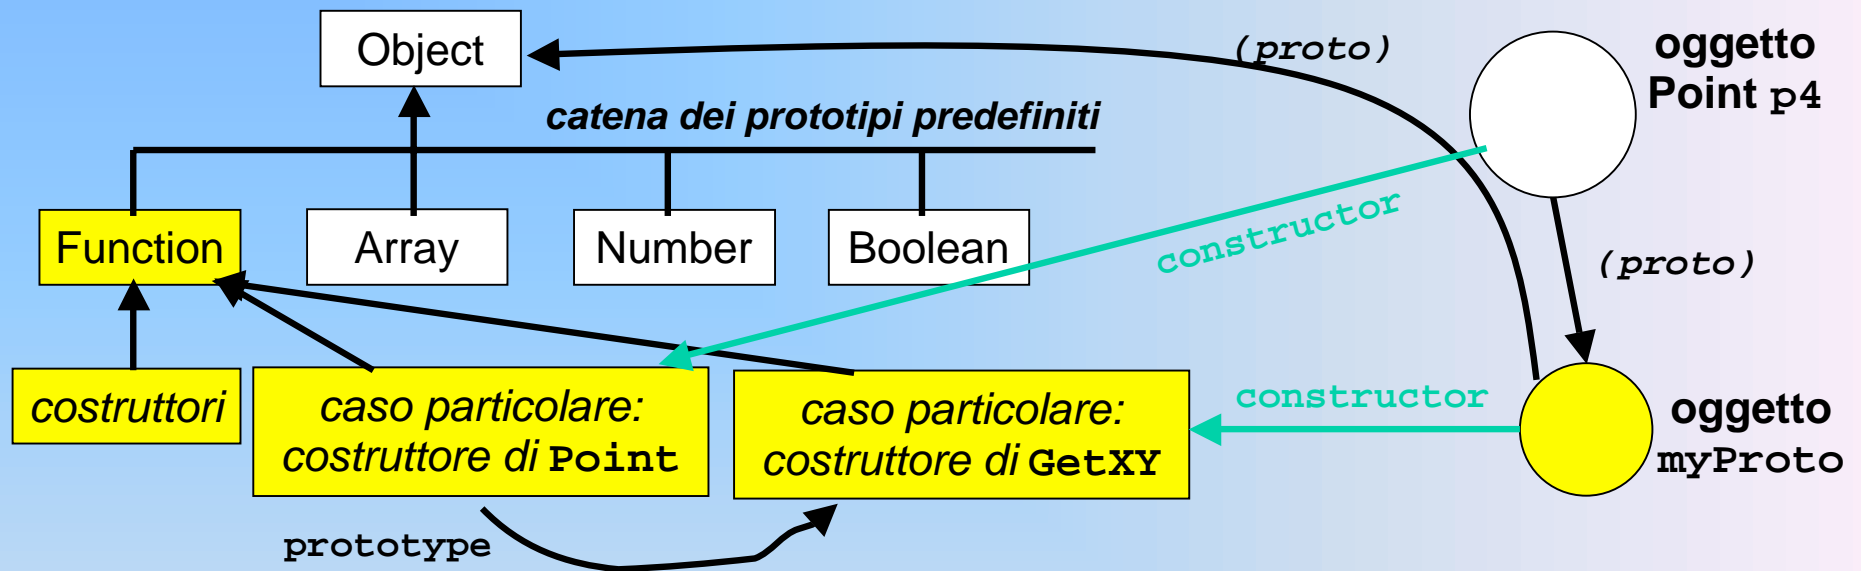 Object
(proto)
oggetto
Point p4
catena dei prototipi predefiniti
Function
Array
Number
Boolean
constructor
(proto)
costruttori
caso particolare:
costruttore di Point
caso particolare:
costruttore di GetXY
constructor
oggetto
myProto
prototype